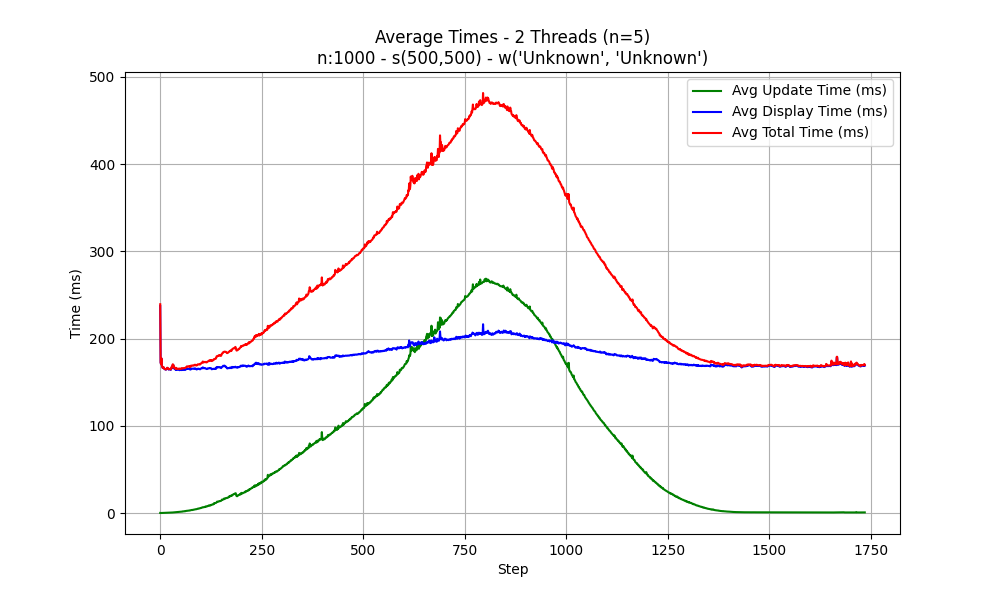 Average Times - 2 Threads (n=5)
n:1000 - s(500,500) - w('Unknown', 'Unknown')
Avg Update Time (ms)
Avg Display Time (ms)
Avg Total Time (ms)
Time (ms)
500
400
300
200
100
0
0 250 500 750 1000 1250 1500 1750
Step